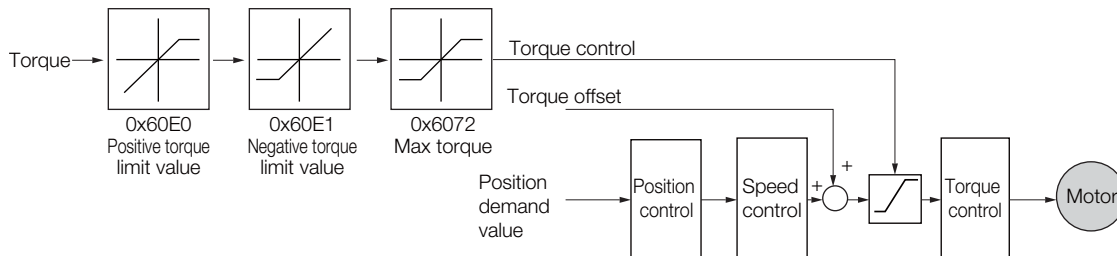 Torque
0x60E0
Positive torque
limit value
0x60E1
Negative torque
limit value
0x6072
Max torque
Torque control
Torque offset
Position
demand
value
Position
control
Speed
control
+
+
Torque
control
Motor